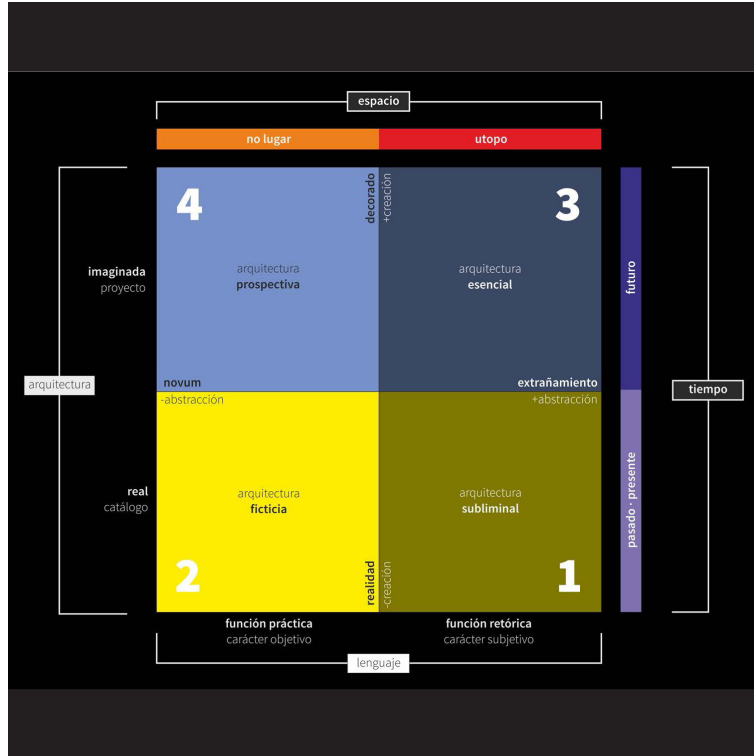 espacio
no lugar
utopo
4
decorado
+creación
3
imaginada
proyecto
arquitectura
prospectiva
arquitectura
esencial
futuro
novum
extrañamiento
arquitectura
-abstracción
+abstracción
tiempo
real
catálogo
arquitectura
ficticia
arquitectura
subliminal
pasado · presente
2
realidad
-creación
1
función práctica
carácter objetivo
función retórica
carácter subjetivo
lenguaje